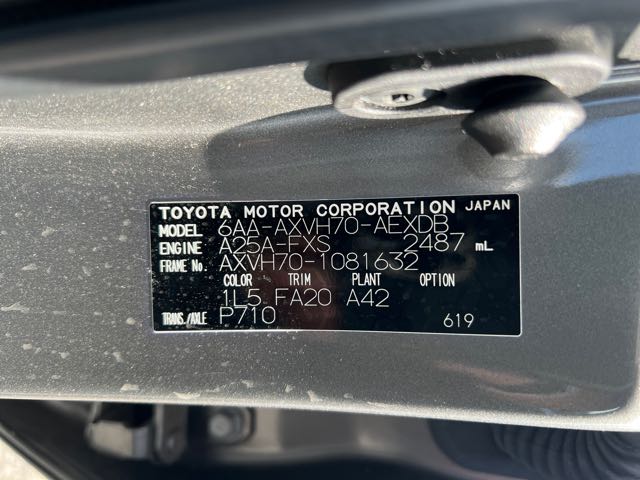 TOYOTA MOTOR CORPORATION JAPAN
MODEL 6AA-AXVH70-AEXDB
ENGINE A25A-FXS 2487 mL
FRAME No. AXVH70-1081632
COLOR TRIM PLANT OPTION
1L5 FA20 A42
TRANS./AXLE P710 619